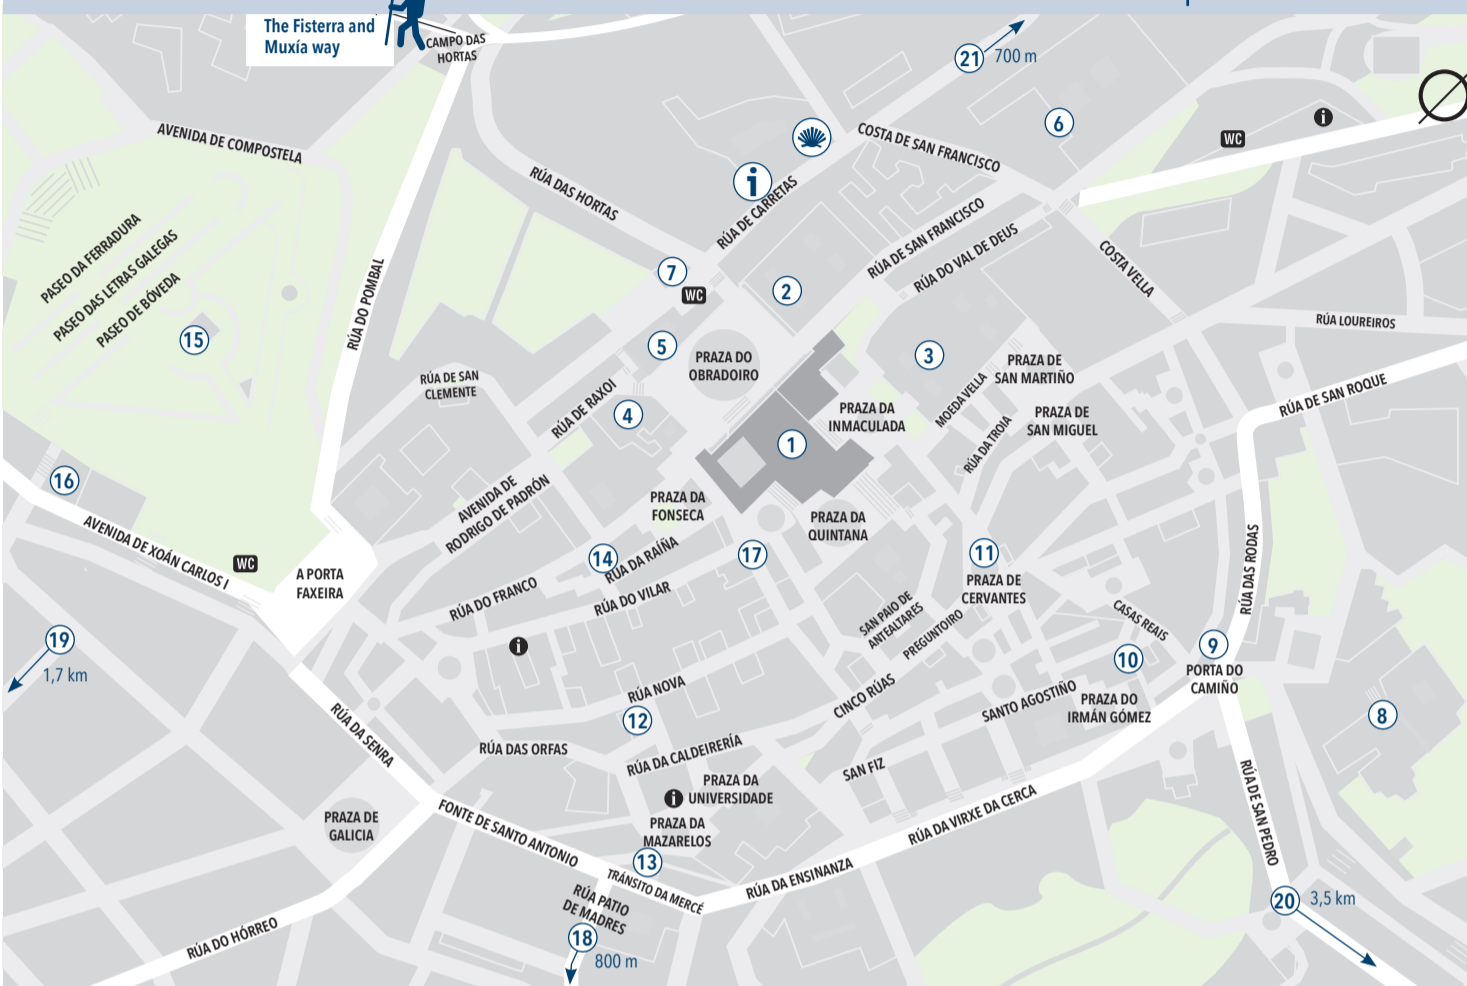 The Fisterra and
Muxía way
CAMPO DAS
HORTAS
21
700 m
6
i
WC
AVENIDA DE COMPOSTELA
COSTA DE SAN FRANCISCO
i
RÚA DAS HORTAS
RÚA DE CARRETAS
RÚA DE SAN FRANCISCO
RÚA DO VAL DE DEUS
COSTA VELLA
PASEO DA FERRADURA
PASEO DAS LETRAS GALEGAS
PASEO DE BÓVEDA
RÚA DO POMBAL
7
WC
2
15
5
PRAZA DO
OBRADOIRO
3
PRAZA DE
SAN MARTIÑO
RÚA LOUREIROS
RÚA DE SAN
CLEMENTE
RÚA DE RAXOI
4
PRAZA DA
INMACULADA
MOEDA VELLA
PRAZA DE
SAN MIGUEL
RÚA DA TROIA
RÚA DE SAN ROQUE
1
16
AVENIDA DE
RODRIGO DE PADRÓN
PRAZA DA
FONSECA
PRAZA DA
QUINTANA
AVENIDA DE XOÁN CARLOS I
WC
A PORTA
FAXEIRA
14
RÚA DA RAÍÑA
17
11
PRAZA DE
CERVANTES
RÚA DAS RODAS
RÚA DO FRANCO
RÚA DO VILAR
SAN PAIO DE
ANTEALTARES
PREGUNTOIRO
CASAS REAIS
19
1,7 km
i
9
PORTA DO
CAMIÑO
10
RÚA NOVA
CINCO RÚAS
SANTO AGOSTIÑO
PRAZA DO
IRMÁN GÓMEZ
8
12
RÚA DA SENRA
RÚA DAS ORFAS
RÚA DA CALDEIRERÍA
SAN FIZ
PRAZA DA
UNIVERSIDADE
i
RÚA DE SAN PEDRO
PRAZA DE
GALICIA
FONTE DE SANTO ANTONIO
PRAZA DA
MAZARELOS
RÚA DA VIRXE DA CERCA
13
TRÁNSITO DA MERCÉ
RÚA DA ENSINANZA
RÚA PATIO
DE MADRES
20
3,5 km
RÚA DO HÓRREO
18
800 m